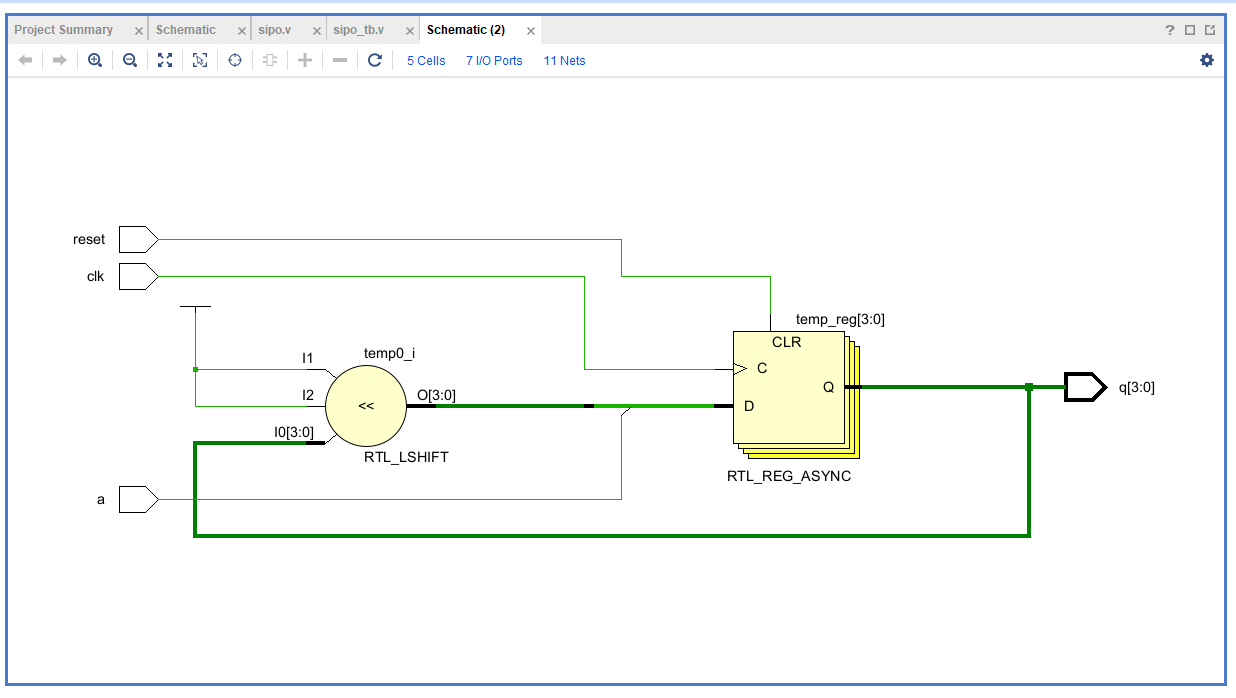 Project Summary × Schematic × sipo.v × sipo_tb.v × Schematic (2) × ?
5 Cells 7 I/O Ports 11 Nets
reset
clk
temp_reg[3:0]
CLR
I1 temp0_i
C
Q q[3:0]
I2 << O[3:0] D
I0[3:0]
RTL_LSHIFT
RTL_REG_ASYNC
a